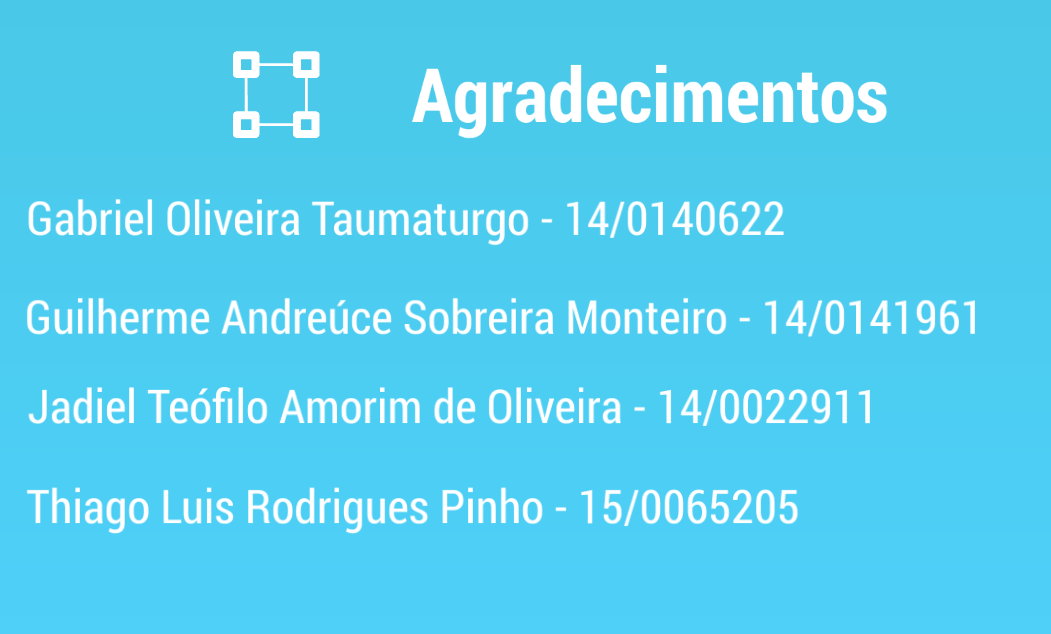 Agradecimentos
Gabriel Oliveira Taumaturgo - 14/0140622
Guilherme Andreúce Sobreira Monteiro - 14/0141961
Jadiel Teófilo Amorim de Oliveira - 14/0022911
Thiago Luis Rodrigues Pinho - 15/0065205